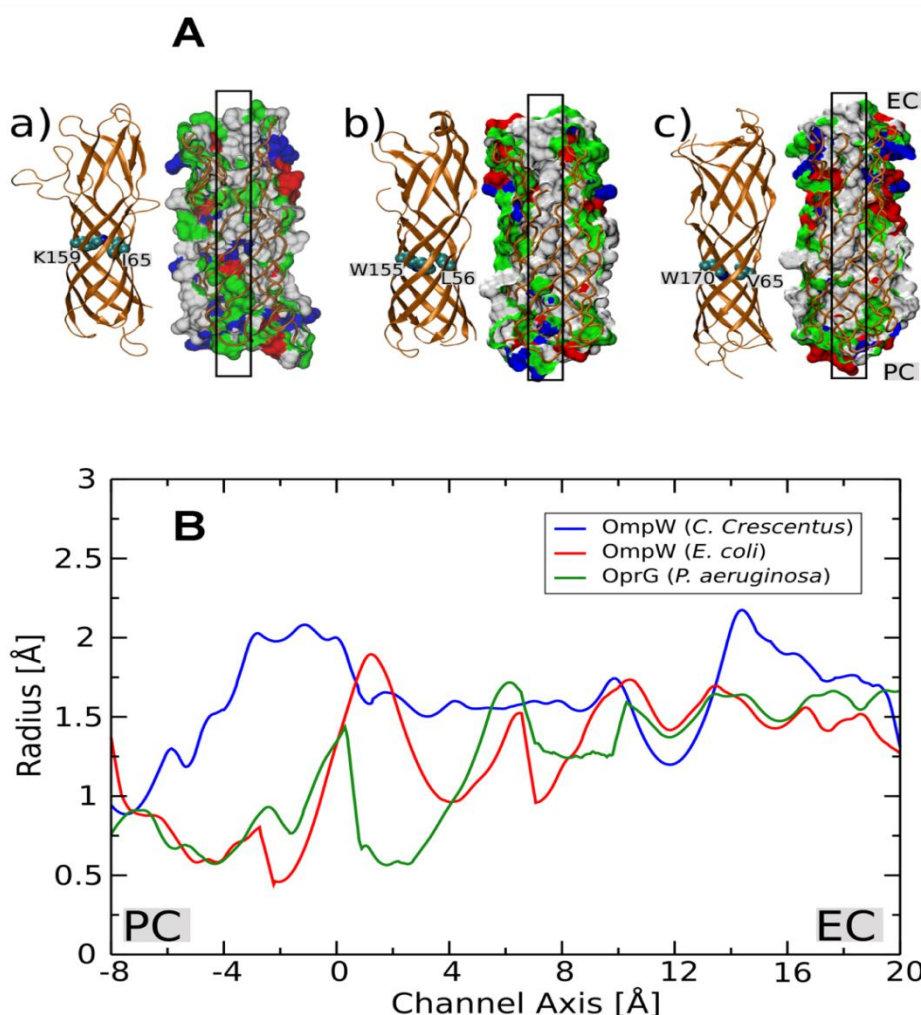 A
a)
b)
c)
EC
K159
I65
W155
L56
W170
V65
PC
B
OmpW (C. Crescentus)
OmpW (E. coli)
OprG (P. aeruginosa)
3
2.5
2
1.5
1
0.5
0
Radius [Å]
PC
EC
-8 -4 0 4 8 12 16 20
Channel Axis [Å]